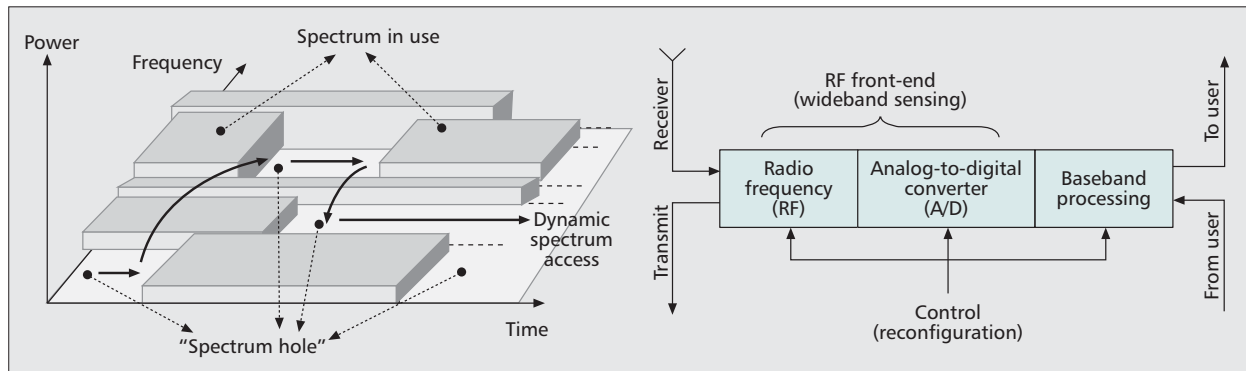 Power
Frequency
Spectrum in use
Dynamic
spectrum
access
Time
“Spectrum hole”
Receiver
Transmit
RF front-end
(wideband sensing)
Radio
frequency
(RF)
Analog-to-digital
converter
(A/D)
Baseband
processing
To user
From user
Control
(reconfiguration)